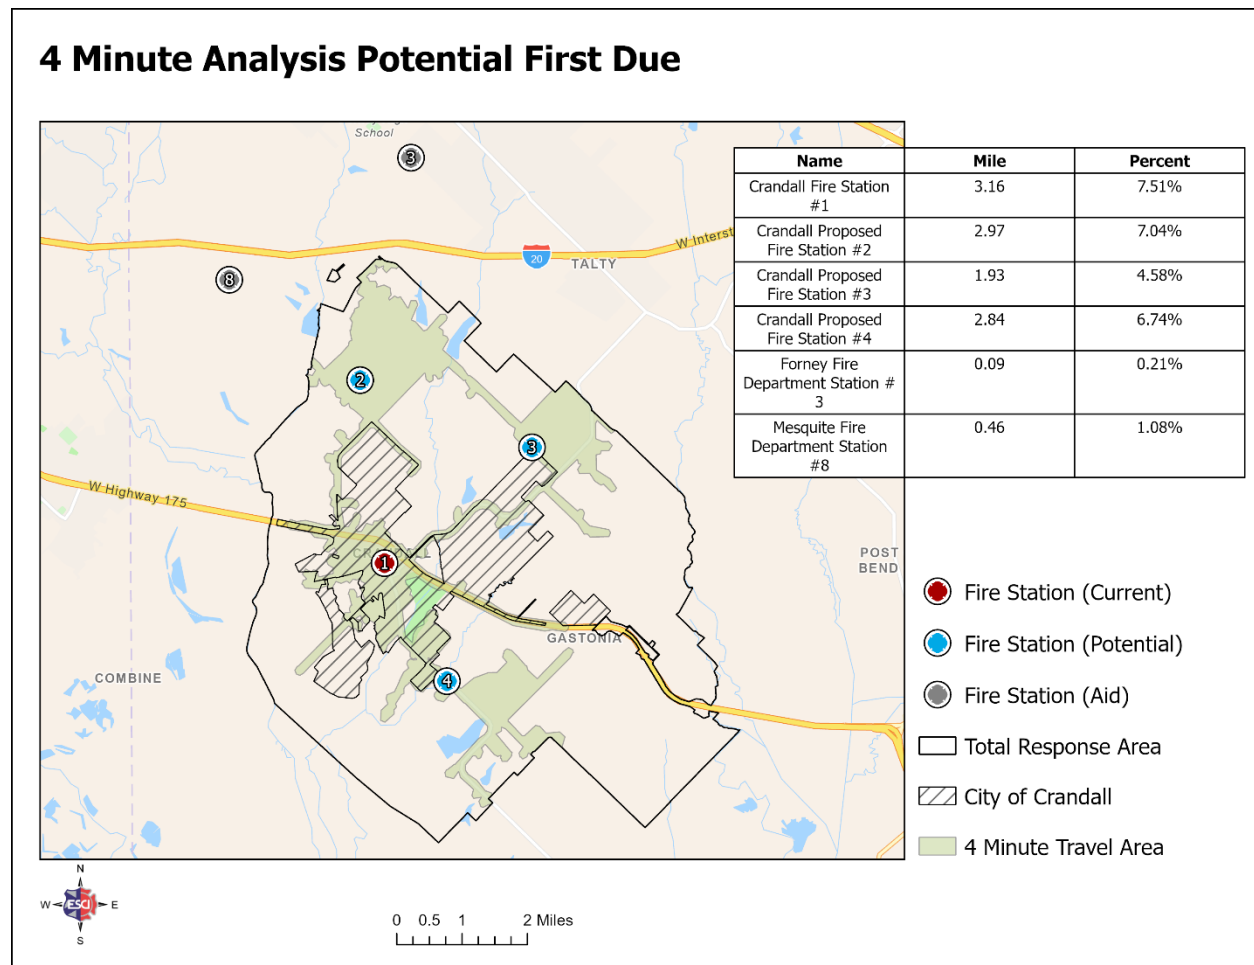 4 Minute Analysis Potential First Due
School
3
W Interst
20
TALTY
8
2
3
W Highway 175
CRANDALL
1
POST
BEND
GASTONIA
4
COMBINE
Name Mile Percent
Crandall Fire Station 3.16 7.51%
#1
Crandall Proposed 2.97 7.04%
Fire Station #2
Crandall Proposed 1.93 4.58%
Fire Station #3
Crandall Proposed 2.84 6.74%
Fire Station #4
Forney Fire 0.09 0.21%
Department Station #
3
Mesquite Fire 0.46 1.08%
Department Station
#8
Fire Station (Current)
Fire Station (Potential)
Fire Station (Aid)
Total Response Area
City of Crandall
4 Minute Travel Area
N
W ESCI E
S
0 0.5 1 2 Miles